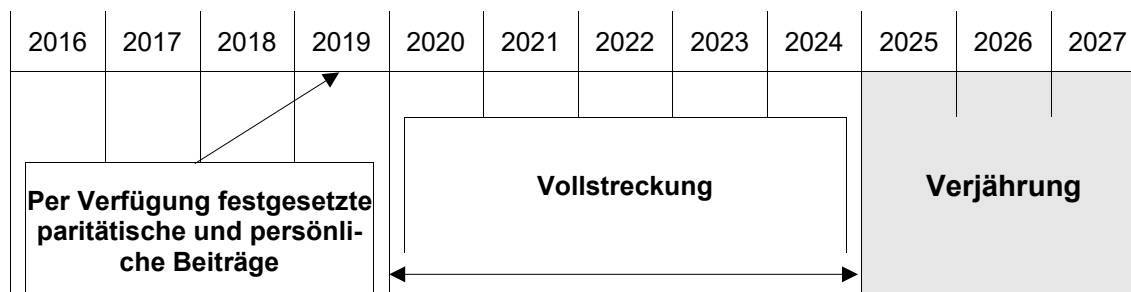 2016 2017 2018 2019 2020 2021 2022 2023 2024 2025 2026 2027
Per Verfügung festgesetzte
paritätische und persönli-
che Beiträge
Vollstreckung
Verjährung